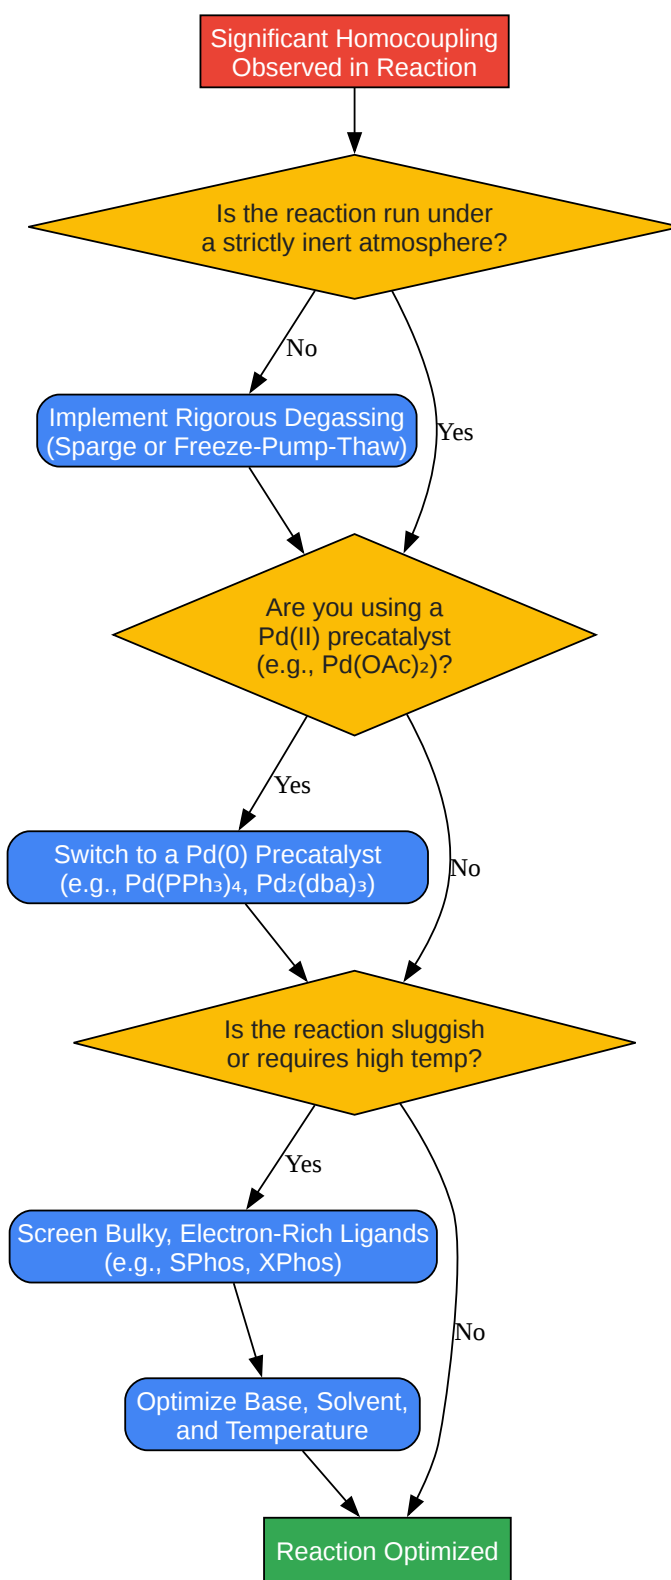 Significant Homocoupling
Observed in Reaction
Is the reaction run under
a strictly inert atmosphere?
No
Implement Rigorous Degassing
(Sparge or Freeze-Pump-Thaw)
Yes
Are you using a
Pd(II) precatalyst
(e.g., Pd(OAc)₂)?
Yes
Switch to a Pd(0) Precatalyst
(e.g., Pd(PPh₃)₄, Pd₂(dba)₃)
No
Is the reaction sluggish
or requires high temp?
Yes
Screen Bulky, Electron-Rich Ligands
(e.g., SPhos, XPhos)
No
Optimize Base, Solvent,
and Temperature
Reaction Optimized